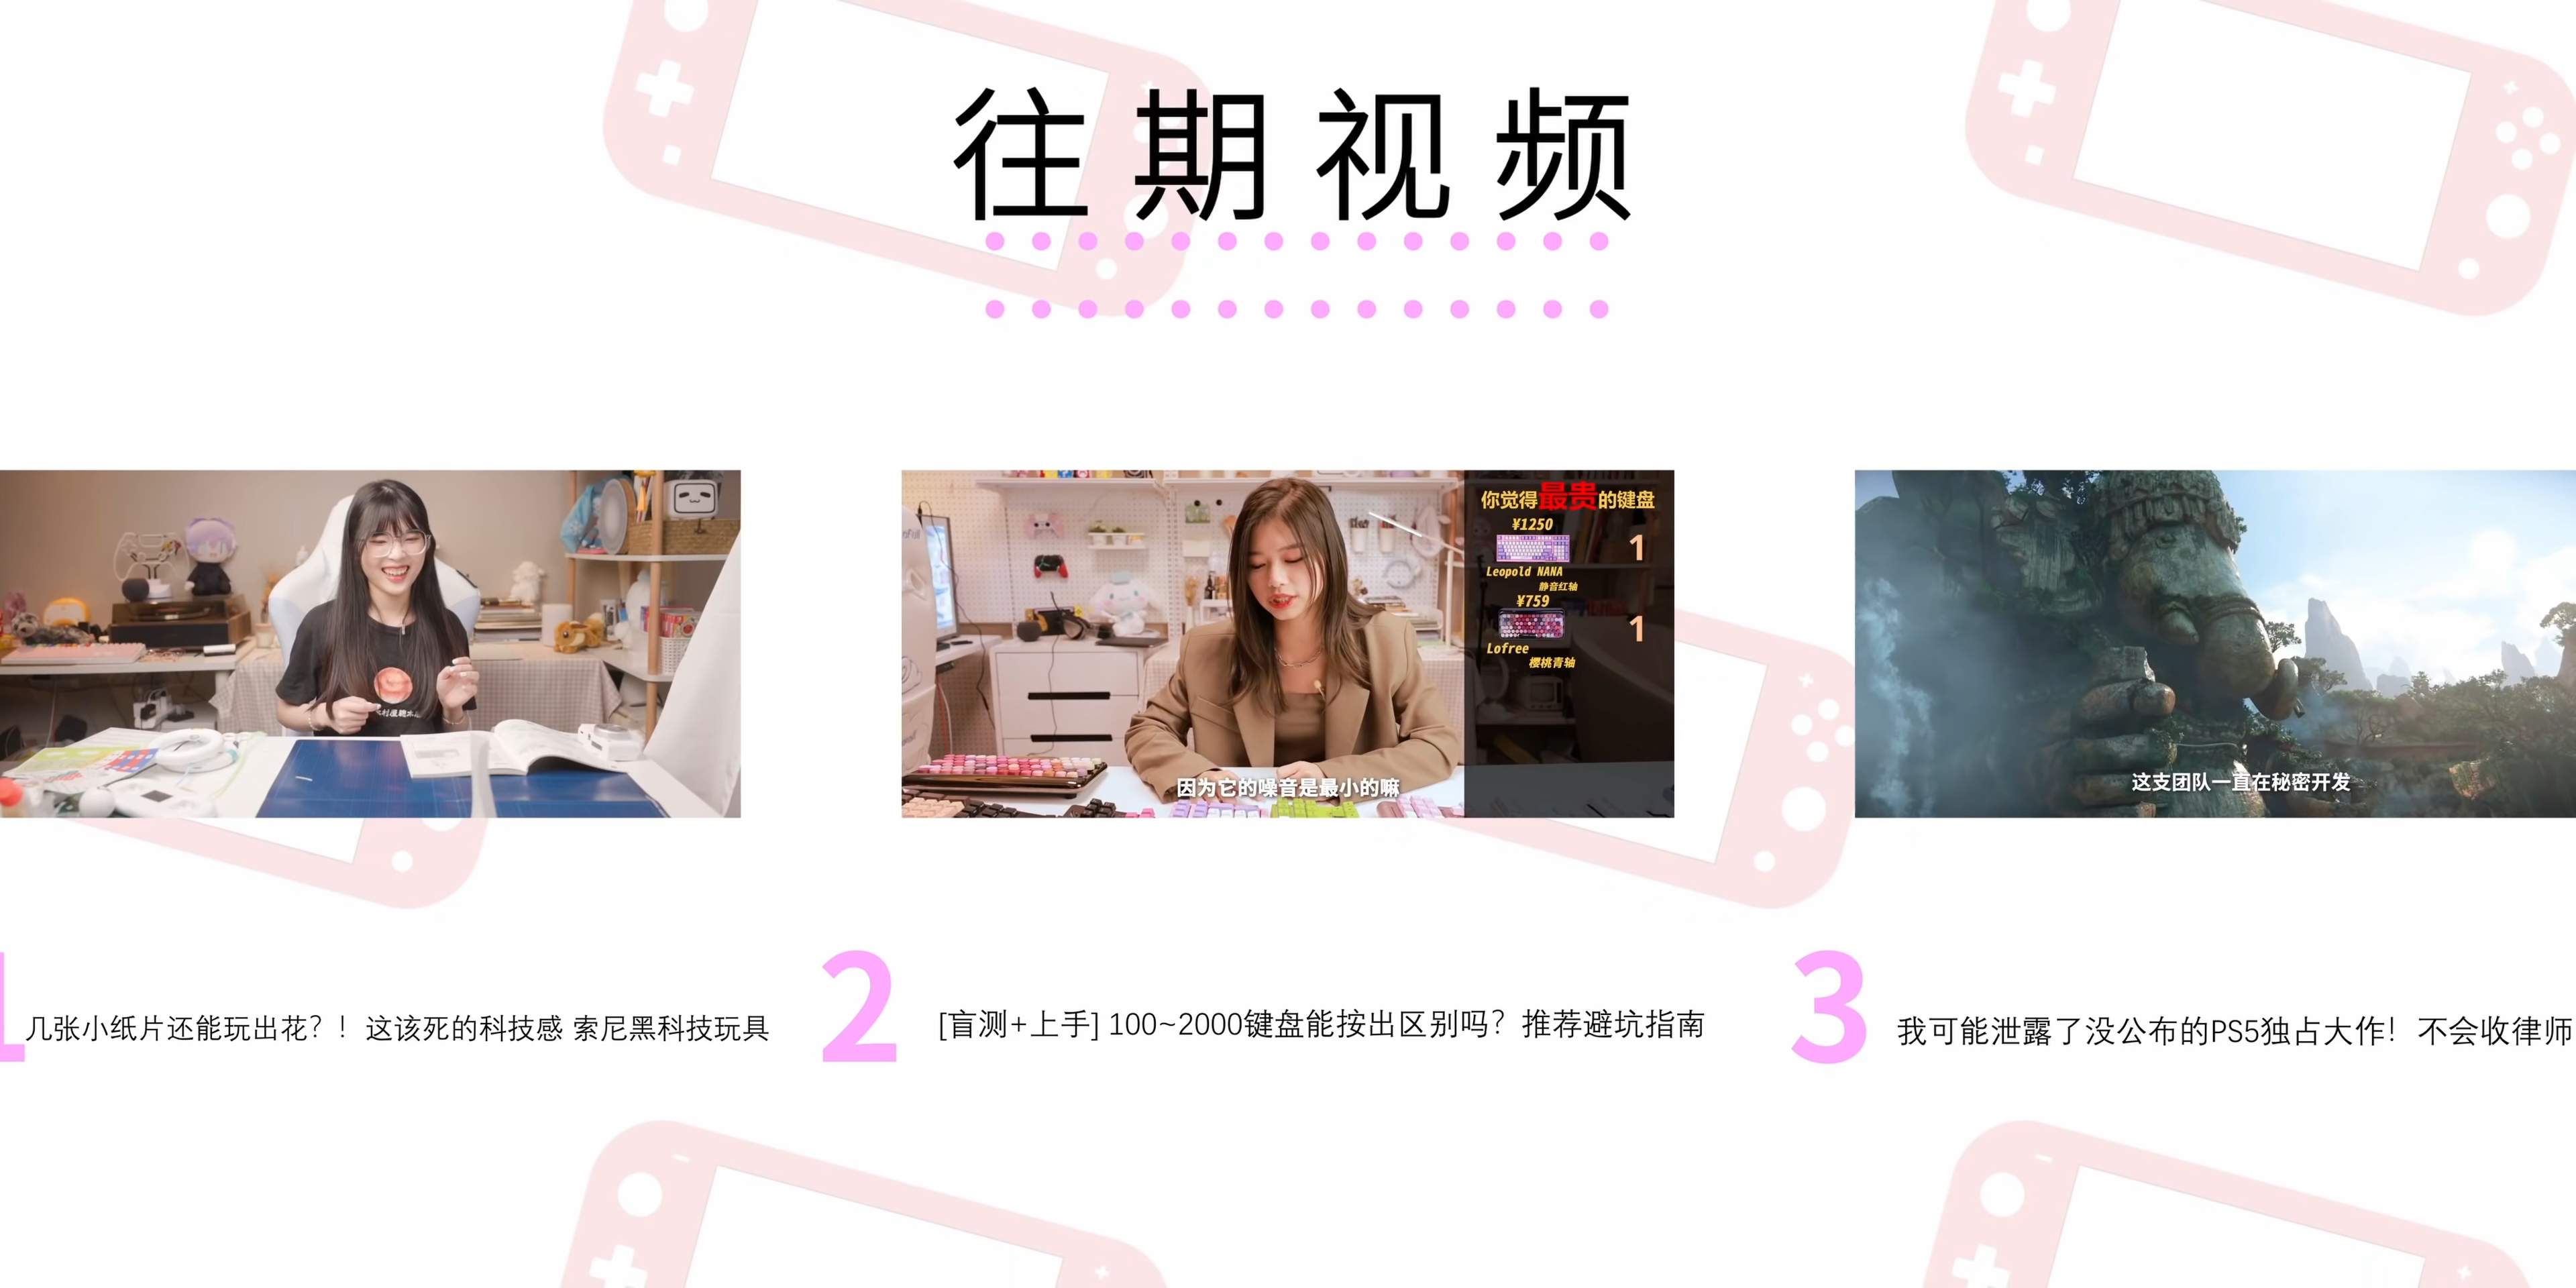 往期视频
你觉得最贵的键盘
¥1250
1
Leopold NANA
静音红轴
¥759
1
Lofree
樱桃青轴
因为它的噪音是最小的嘛
这支团队一直在秘密开发
1
几张小纸片还能玩出花？！这该死的科技感 索尼黑科技玩具
2
[盲测+上手] 100~2000键盘能按出区别吗？推荐避坑指南
3
我可能泄露了没公布的PS5独占大作！不会收律师